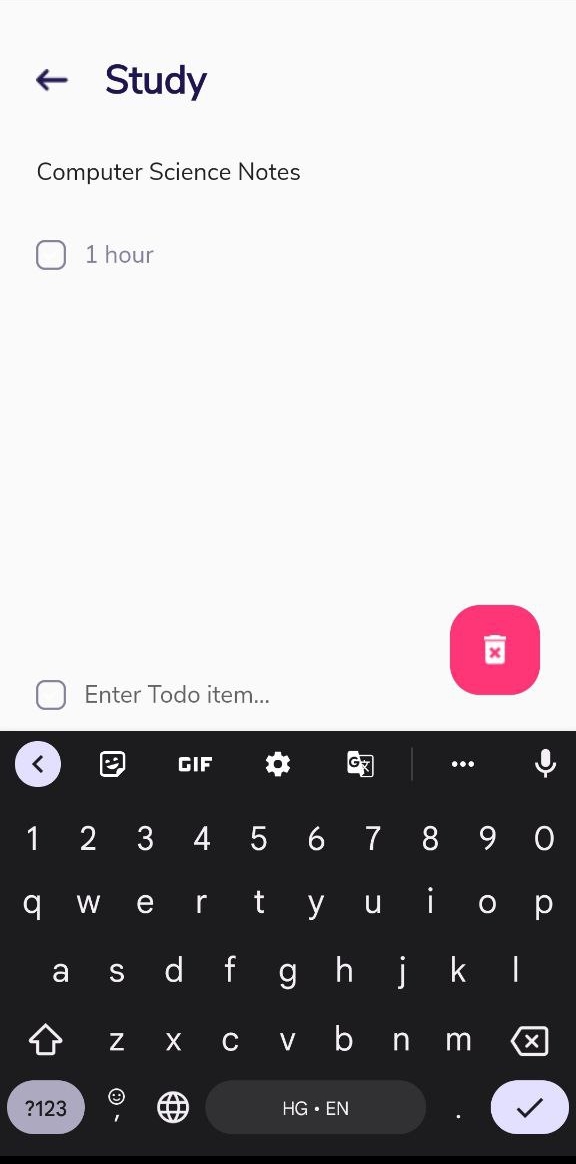 Study
Computer Science Notes
1 hour
Enter Todo item...
GIF
1 2 3 4 5 6 7 8 9 0
q w e r t y u i o p
a s d f g h j k l
z x c v b n m
?123 , HG • EN .